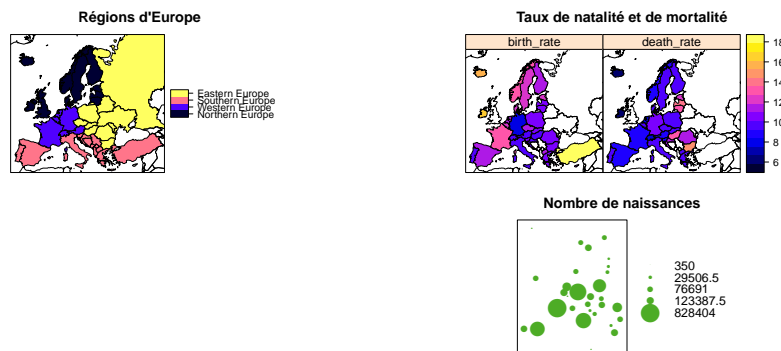 Régions d'Europe
Eastern Europe
Southern Europe
Western Europe
Northern Europe
Taux de natalité et de mortalité
birth_rate
death_rate
18
16
14
12
10
8
6
Nombre de naissances
350
29506.5
76691
123387.5
828404